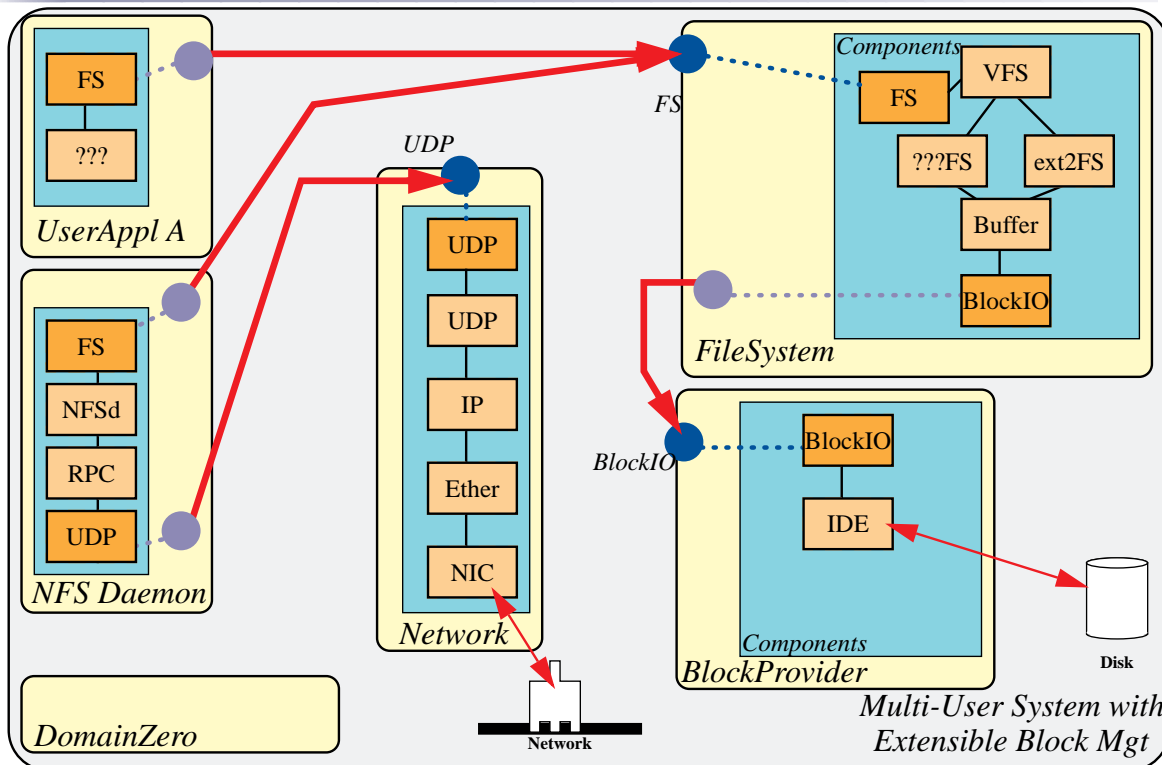 FS
???
UserAppl A
FS
NFSd
RPC
UDP
NFS Daemon
DomainZero
UDP
UDP
UDP
IP
Ether
NIC
Network
Network
FS
Components
FS
VFS
???FS
ext2FS
Buffer
BlockIO
FileSystem
BlockIO
BlockIO
IDE
Components
BlockProvider
Disk
Multi-User System with
Extensible Block Mgt